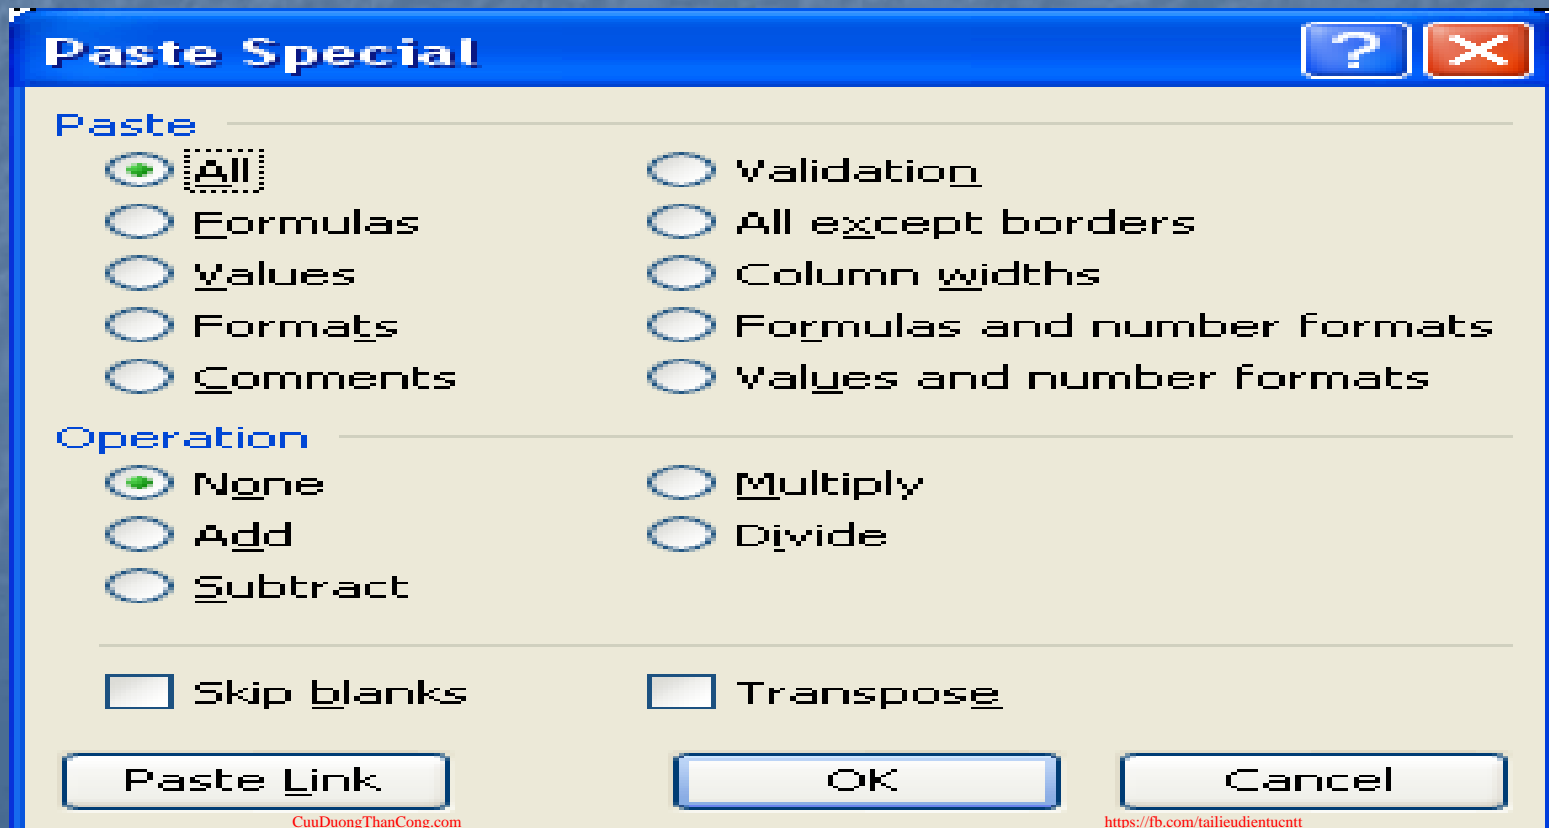 Paste Special
Paste
All Validation
Formulas All except borders
Values Column widths
Formats Formulas and number formats
Comments Values and number formats
Operation
None Multiply
Add Divide
Subtract
Skip blanks Transpose
Paste Link OK Cancel
CuuDuongThanCong.com https://fb.com/tailieudientucntt